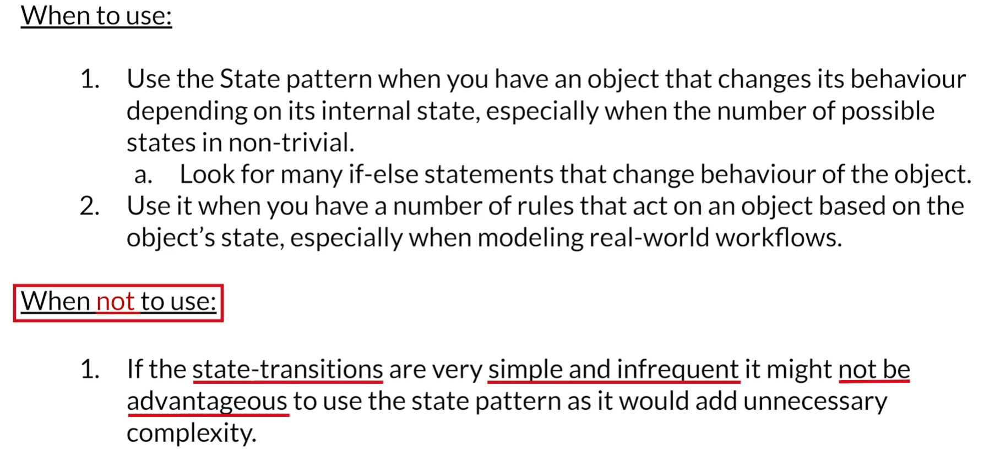 When to use:
1. Use the State pattern when you have an object that changes its behaviour
depending on its internal state, especially when the number of possible
states in non-trivial.
a. Look for many if-else statements that change behaviour of the object.
2. Use it when you have a number of rules that act on an object based on the
object’s state, especially when modeling real-world workflows.
When not to use:
1. If the state-transitions are very simple and infrequent it might not be
advantageous to use the state pattern as it would add unnecessary
complexity.